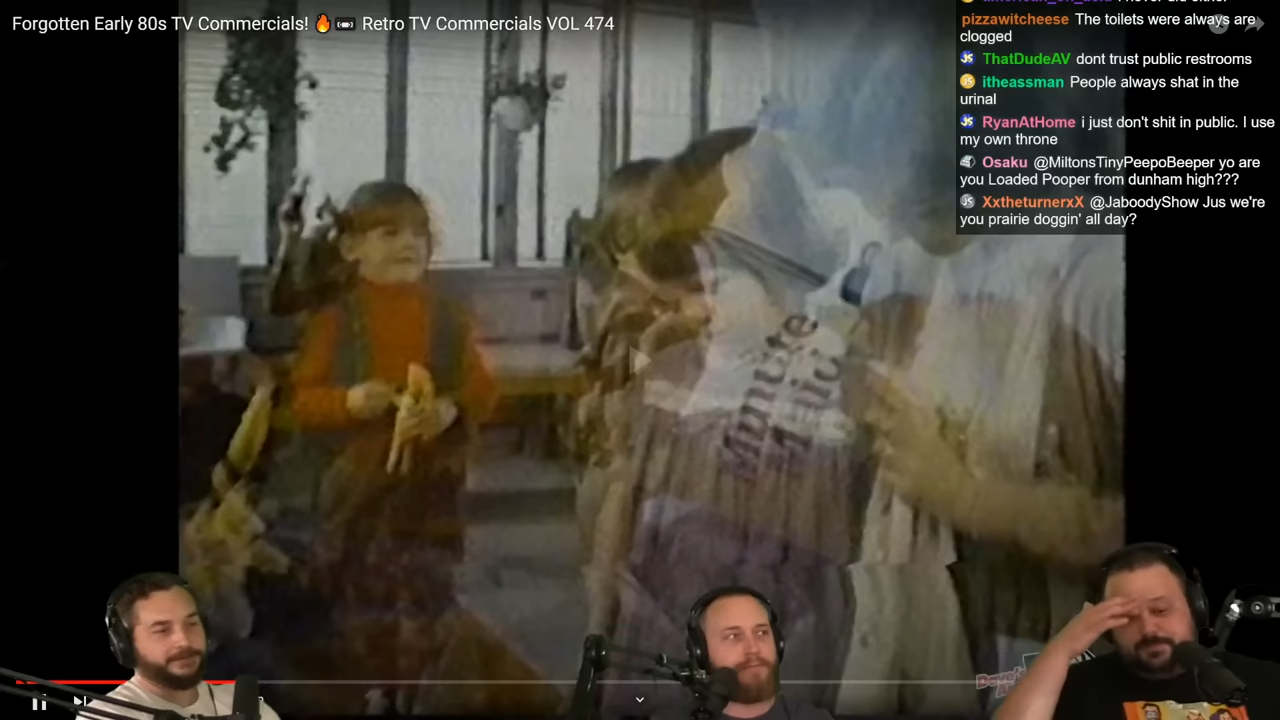 Forgotten Early 80s TV Commercials! 🔥📼 Retro TV Commercials VOL 474
pizzawitcheese The toilets were always are
clogged
ThatDudeAV dont trust public restrooms
itheassman People always shat in the
urinal
RyanAtHome i just don't shit in public. I use
my own throne
Osaku @MiltonsTinyPeepoBeeper yo are
you Loaded Pooper from dunham high???
XxtheturnerxX @JaboodyShow Jus we're
you prairie doggin' all day?
Minute